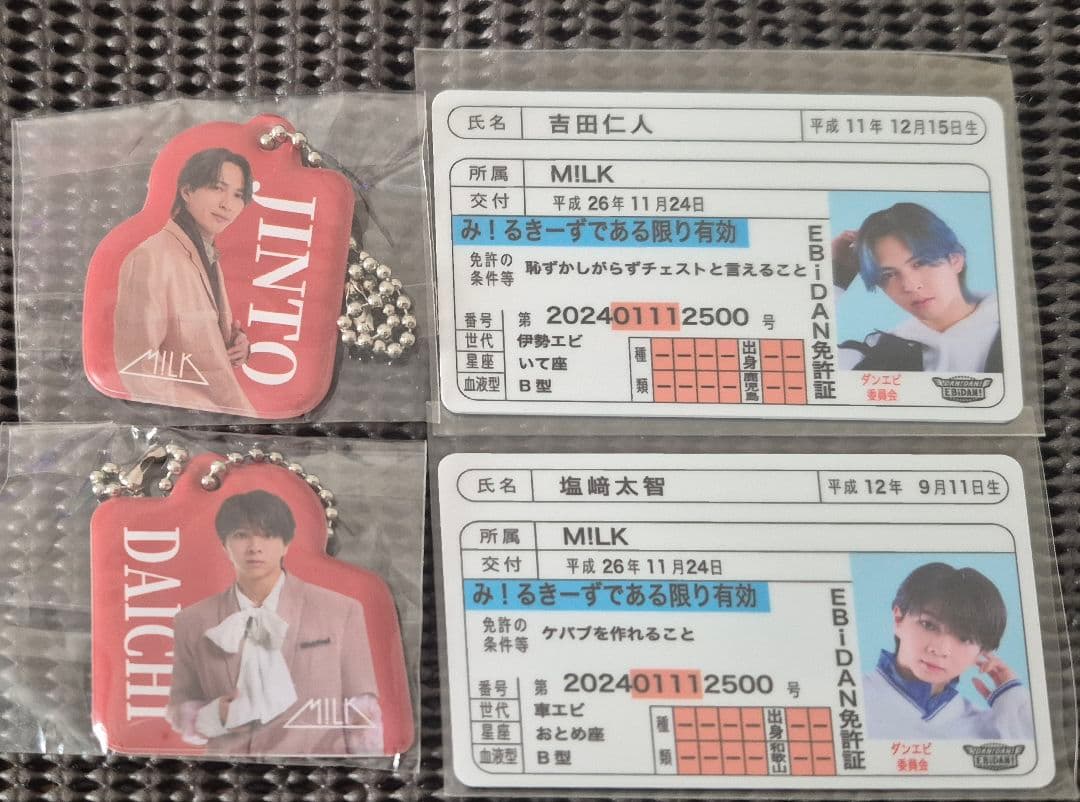 JINTO
M!LK
氏名 吉田仁人 平成 11年 12月15日生
所属 M!LK
交付 平成 26年 11月24日
み！るきーずである限り有効
免許の
条件等 恥ずかしがらずチェストと言えること
番号 第 202401112500 号
世代 伊勢エビ
星座 いて座
血液型 B型
種類
出身 鹿児島
EBiDAN免許証
ダンエビ
委員会
DAN!DAN!
EBiDAN!
DAICHI
M!LK
氏名 塩﨑太智 平成 12年 9月11日生
所属 M!LK
交付 平成 26年 11月24日
み！るきーずである限り有効
免許の
条件等 ケバブを作れること
番号 第 202401112500 号
世代 車エビ
星座 おとめ座
血液型 B型
種類
出身 和歌山
EBiDAN免許証
ダンエビ
委員会
DAN!DAN!
EBiDAN!